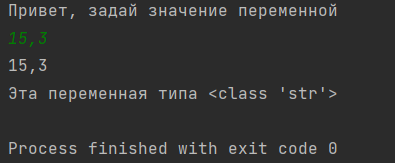 Привет, задай значение переменной
15,3
15,3
Эта переменная типа <class 'str'>
Process finished with exit code 0